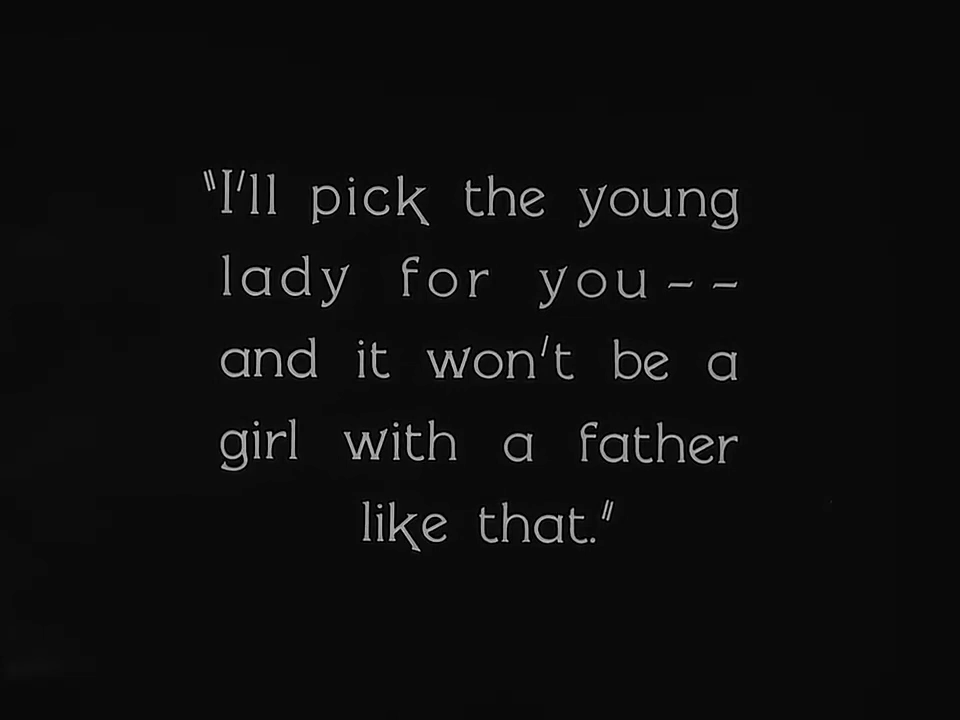 "I'll pick the young
lady for you--
and it won't be a
girl with a father
like that."